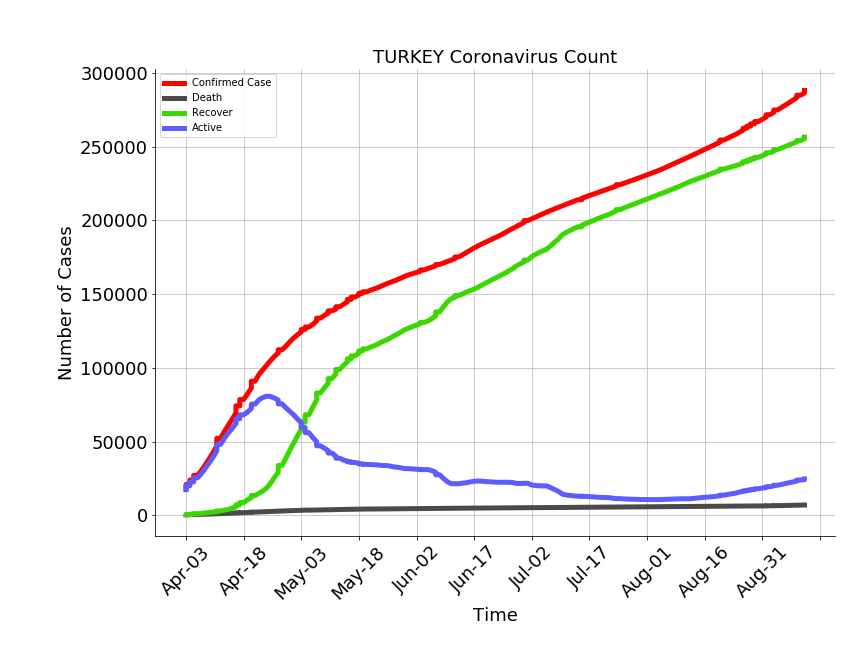 TURKEY Coronavirus Count
Confirmed Case
Death
Recover
Active
300000
250000
200000
150000
100000
50000
0
Number of Cases
Apr-03
Apr-18
May-03
May-18
Jun-02
Jun-17
Jul-02
Jul-17
Aug-01
Aug-16
Aug-31
Time